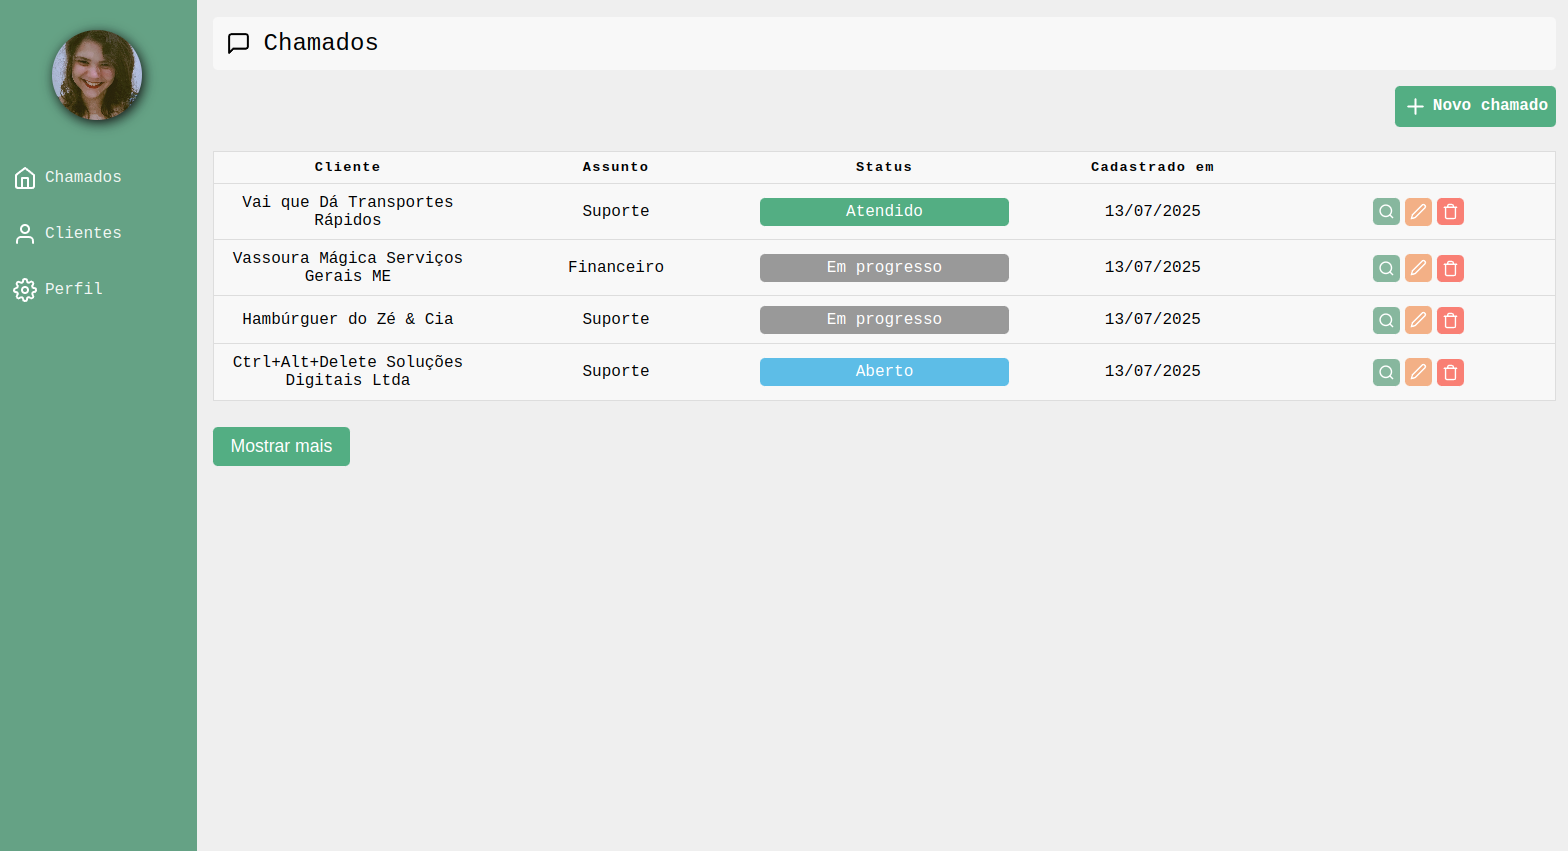 Chamados
Clientes
Perfil
Chamados
Novo chamado
Cliente Assunto Status Cadastrado em
Vai que Dá Transportes
Rápidos
Suporte Atendido 13/07/2025
Vassoura Mágica Serviços
Gerais ME
Financeiro Em progresso 13/07/2025
Hambúrguer do Zé & Cia Suporte Em progresso 13/07/2025
Ctrl+Alt+Delete Soluções
Digitais Ltda
Suporte Aberto 13/07/2025
Mostrar mais